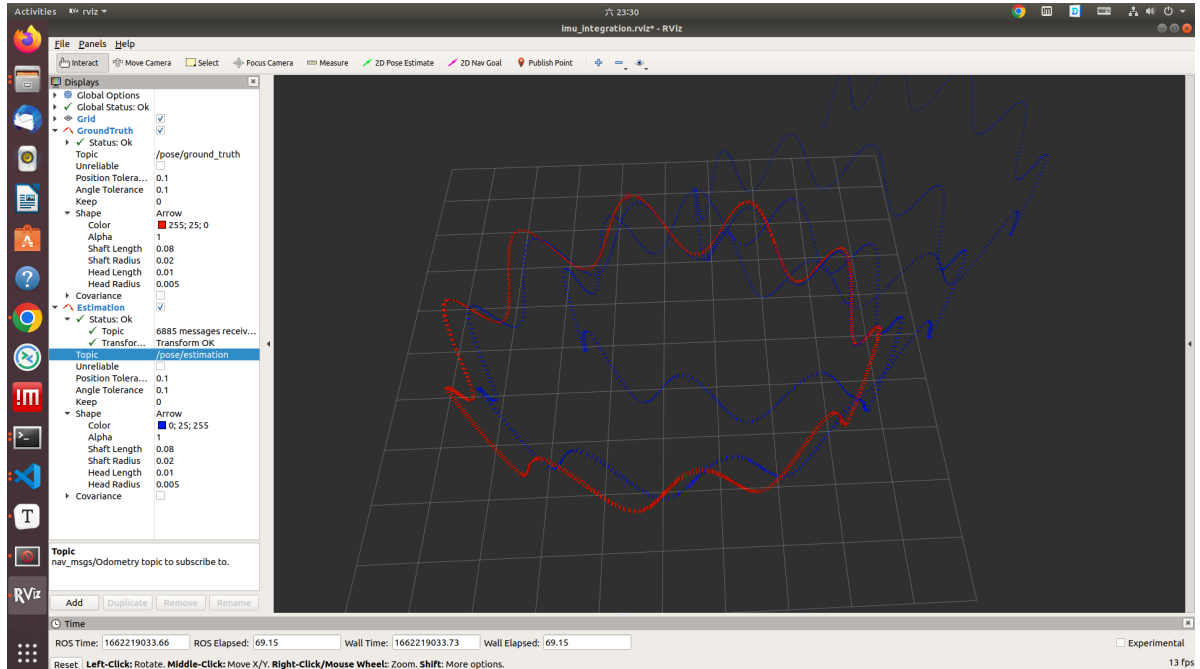 Activities RViz rviz 六 23:30
imu_integration.rviz* - RViz
File Panels Help
Interact Move Camera Select Focus Camera Measure 2D Pose Estimate 2D Nav Goal Publish Point
Displays
Global Options
Global Status: Ok
Grid
GroundTruth
Status: Ok
Topic /pose/ground_truth
Unreliable
Position Tolera... 0.1
Angle Tolerance 0.1
Keep 0
Shape Arrow
Color 255; 25; 0
Alpha 1
Shaft Length 0.08
Shaft Radius 0.02
Head Length 0.01
Head Radius 0.005
Covariance
Estimation
Status: Ok
Topic 6885 messages receiv...
Transfor... Transform OK
Topic /pose/estimation
Unreliable
Position Tolera... 0.1
Angle Tolerance 0.1
Keep 0
Shape Arrow
Color 0; 25; 255
Alpha 1
Shaft Length 0.08
Shaft Radius 0.02
Head Length 0.01
Head Radius 0.005
Covariance
Topic
nav_msgs/Odometry topic to subscribe to.
Add Duplicate Remove Rename
RViz
Time
ROS Time: 1662219033.66 ROS Elapsed: 69.15 Wall Time: 1662219033.73 Wall Elapsed: 69.15 Experimental
Reset Left-Click: Rotate. Middle-Click: Move X/Y. Right-Click/Mouse Wheel:: Zoom. Shift: More options. 13 fps